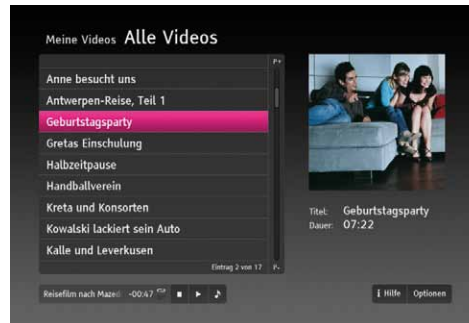 Meine Videos Alle Videos
P+
Anne besucht uns
Antwerpen-Reise, Teil 1
Geburtstagsparty
Gretas Einschulung
Halbzeitpause
Handballverein
Kreta und Konsorten
Kowalski lackiert sein Auto
Kalle und Leverkusen
Eintrag 2 von 17 P-
Titel: Geburtstagsparty
Dauer: 07:22
Reisefilm nach Mazed -00:47
i Hilfe Optionen